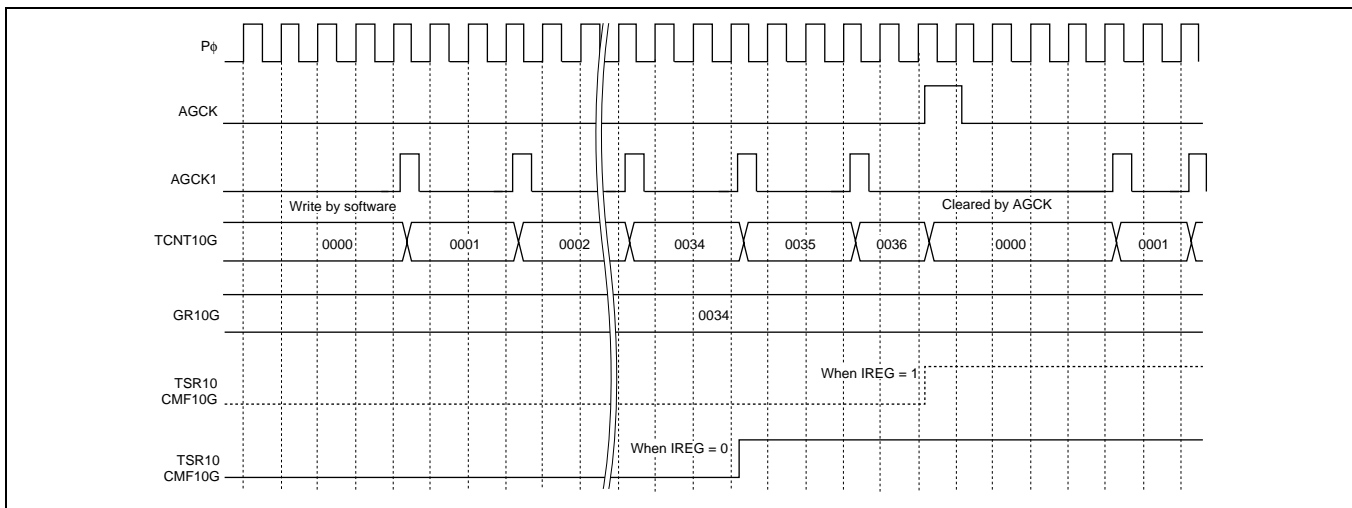 Pφ
AGCK
AGCK1
Write by software
Cleared by AGCK
TCNT10G
0000
0001
0002
0034
0035
0036
0000
0001
GR10G
0034
When IREG = 1
TSR10
CMF10G
When IREG = 0
TSR10
CMF10G